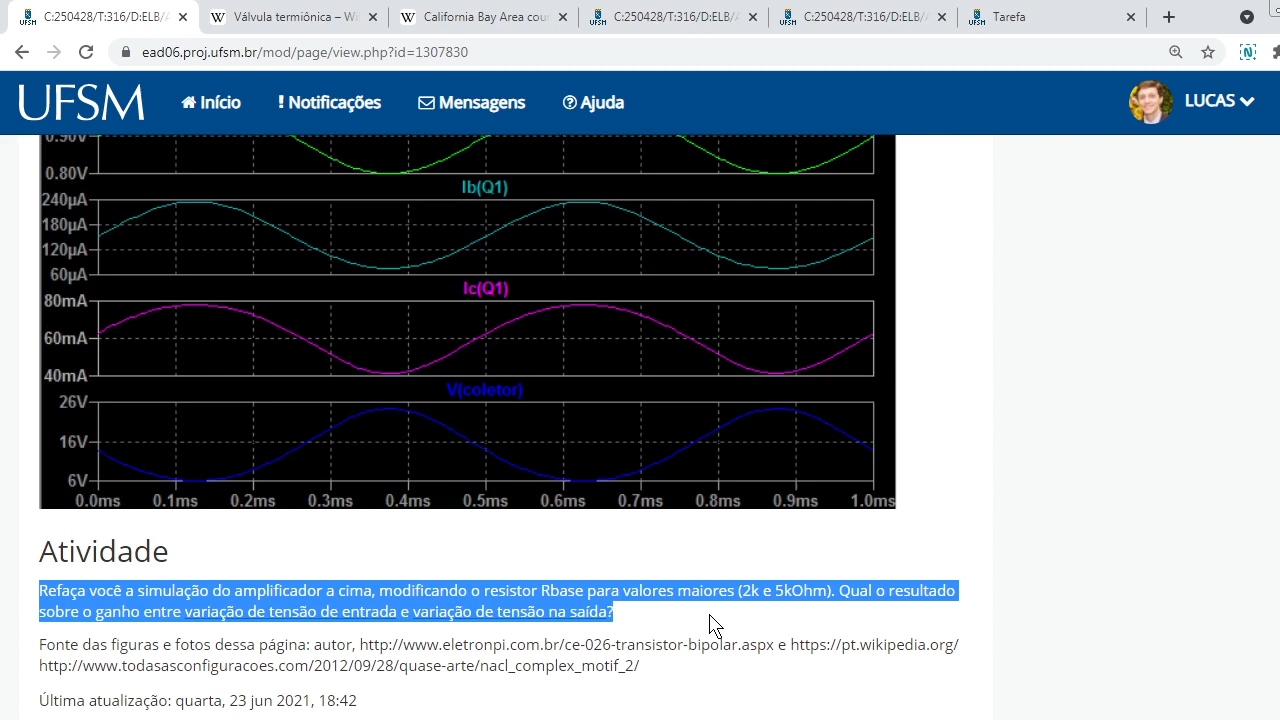 C:250428/T:316/D:ELB/ Válvula termiônica – Wi California Bay Area cour C:250428/T:316/D:ELB// C:250428/T:316/D:ELB// Tarefa
ead06.proj.ufsm.br/mod/page/view.php?id=1307830
UFSM Início Notificações Mensagens Ajuda LUCAS
0.90V
0.80V
Ib(Q1)
240µA
180µA
120µA
60µA
Ic(Q1)
80mA
60mA
40mA
V(coletor)
26V
16V
6V
0.0ms 0.1ms 0.2ms 0.3ms 0.4ms 0.5ms 0.6ms 0.7ms 0.8ms 0.9ms 1.0ms
Atividade
Refaça você a simulação do amplificador a cima, modificando o resistor Rbase para valores maiores (2k e 5kOhm). Qual o resultado
sobre o ganho entre variação de tensão de entrada e variação de tensão na saída?
Fonte das figuras e fotos dessa página: autor, http://www.eletronpi.com.br/ce-026-transistor-bipolar.aspx e https://pt.wikipedia.org/
http://www.todasasconfiguracoes.com/2012/09/28/quase-arte/nacl_complex_motif_2/
Última atualização: quarta, 23 jun 2021, 18:42